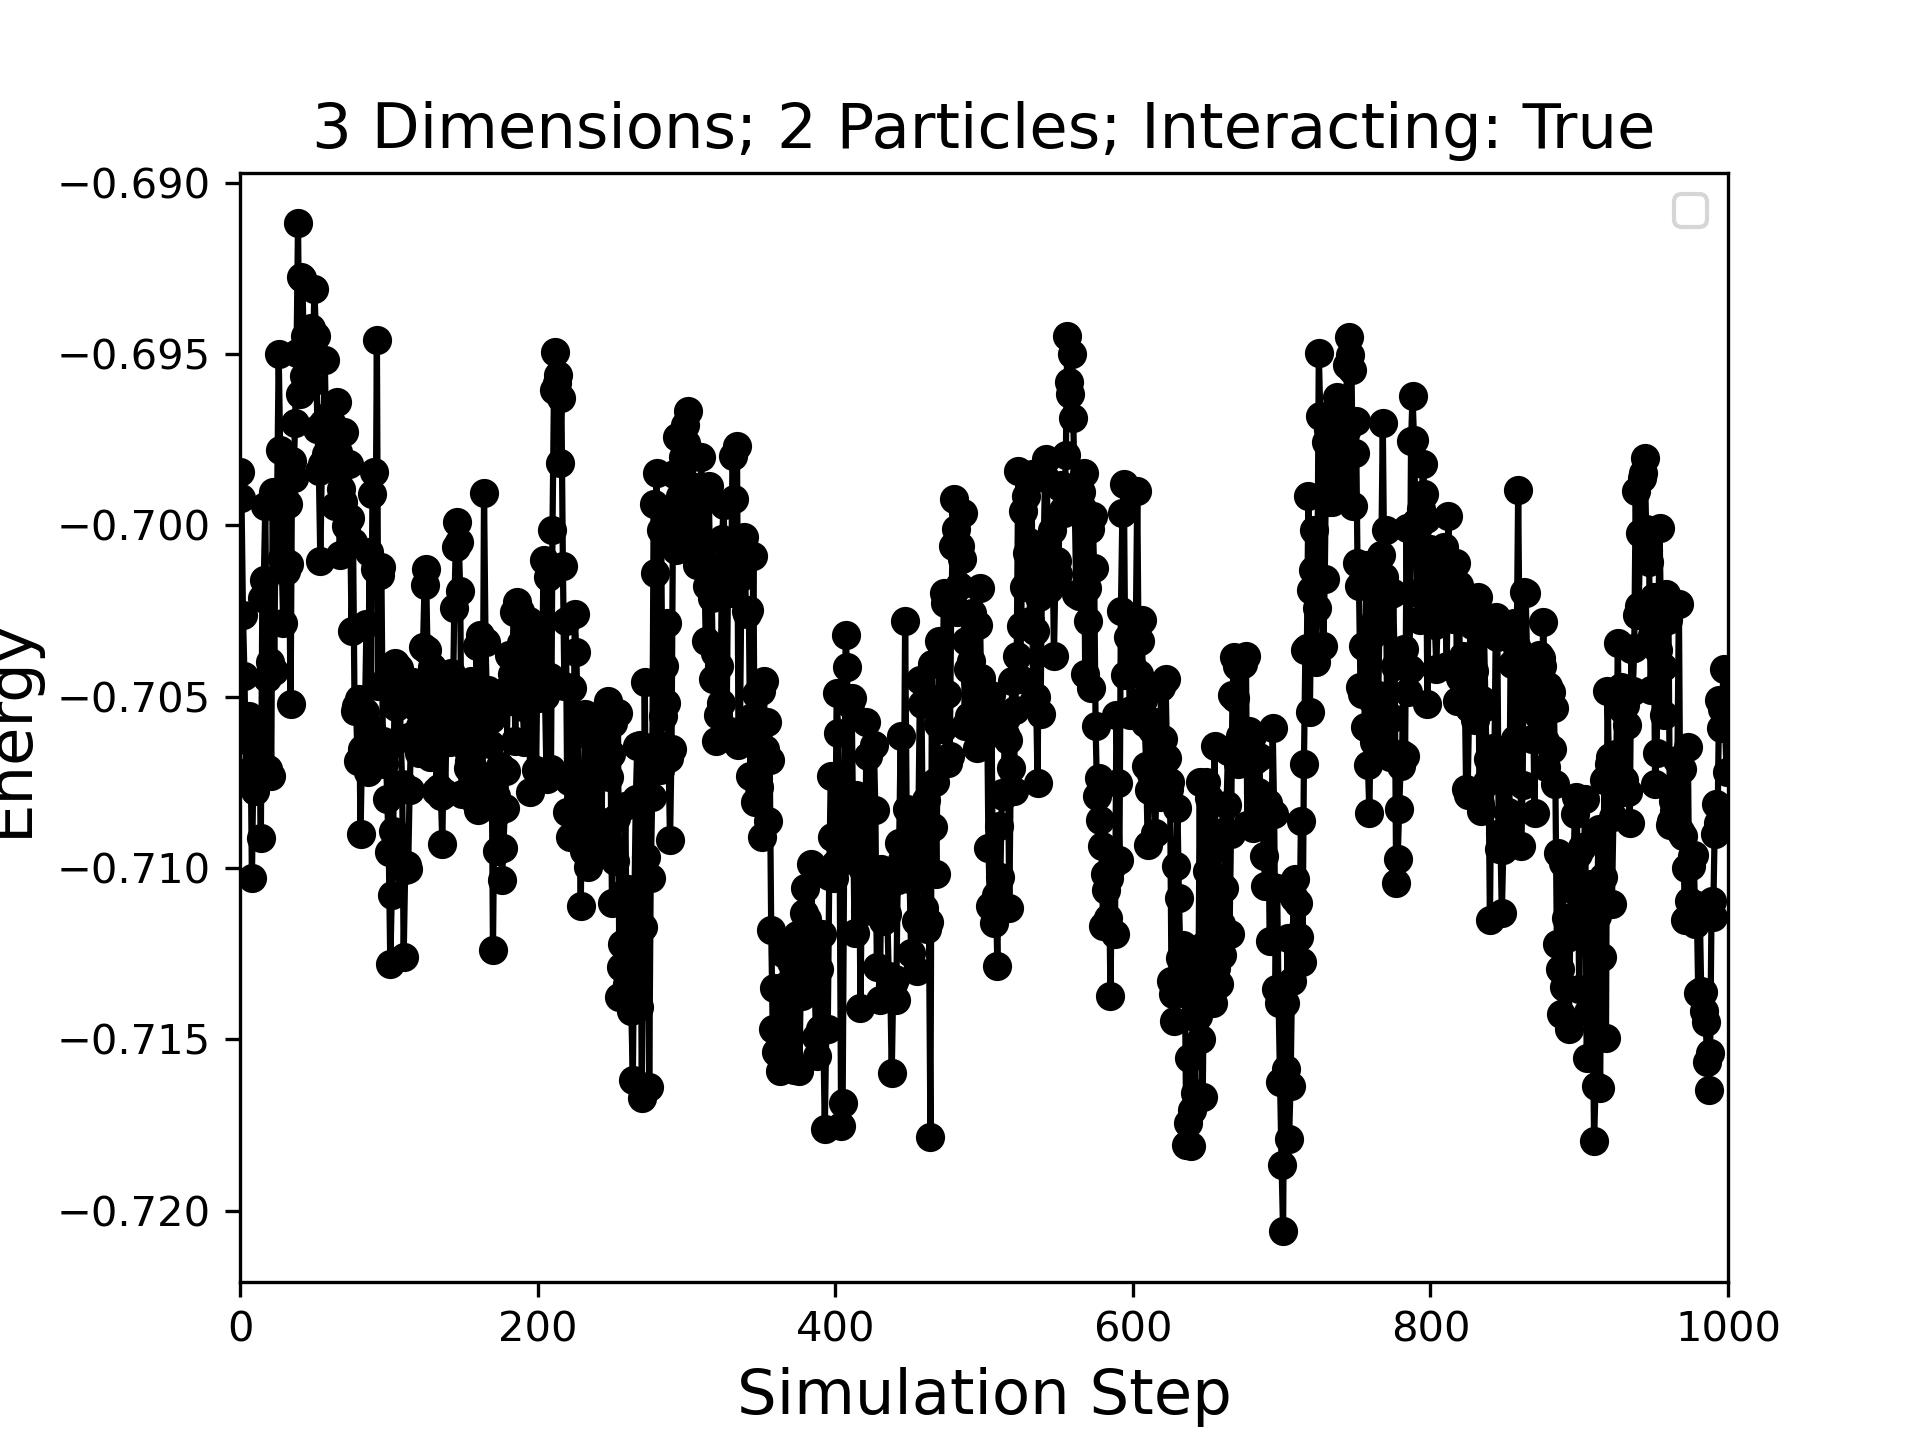 3 Dimensions; 2 Particles; Interacting: True
−0.690
−0.695
−0.700
−0.705
−0.710
−0.715
−0.720
Energy
0 200 400 600 800 1000
Simulation Step